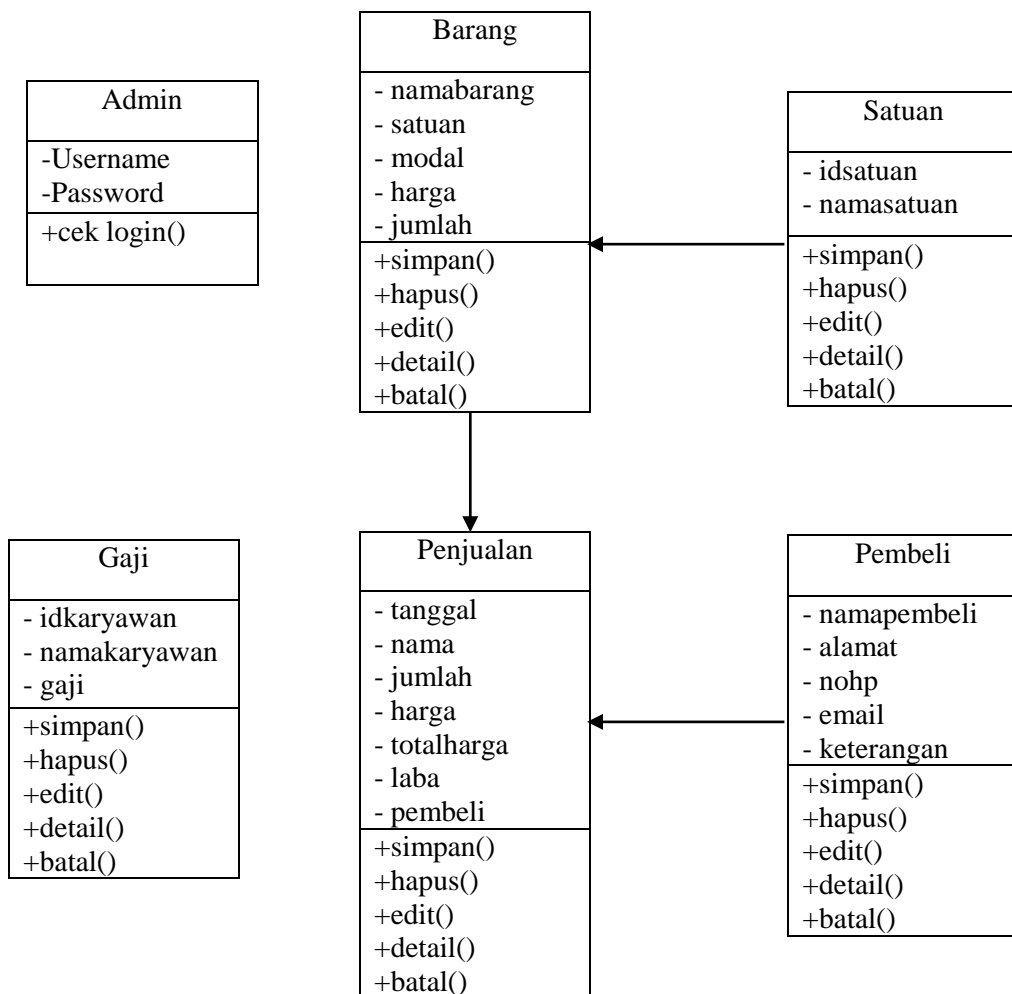 Admin
-Username
-Password
+cek login()
Barang
- namabarang
- satuan
- modal
- harga
- jumlah
+simpan()
+hapus()
+edit()
+detail()
+batal()
Satuan
- idsatuan
- namasatuan
+simpan()
+hapus()
+edit()
+detail()
+batal()
Gaji
- idkaryawan
- namakaryawan
- gaji
+simpan()
+hapus()
+edit()
+detail()
+batal()
Penjualan
- tanggal
- nama
- jumlah
- harga
- totalharga
- laba
- pembeli
+simpan()
+hapus()
+edit()
+detail()
+batal()
Pembeli
- namapembeli
- alamat
- nohp
- email
- keterangan
+simpan()
+hapus()
+edit()
+detail()
+batal()